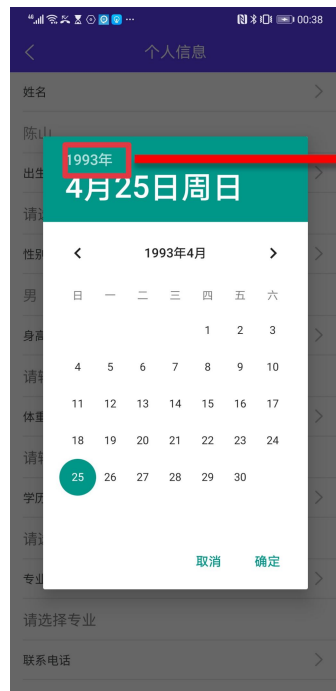 00:38
个人信息
姓名
陈山
出生
1993年
4月25日周日
请选
性别
1993年4月
日 一 二 三 四 五 六
男
1 2 3
身高
4 5 6 7 8 9 10
请输
11 12 13 14 15 16 17
体重
18 19 20 21 22 23 24
请输
25 26 27 28 29 30
学历
请选
取消 确定
专业
请选择专业
联系电话